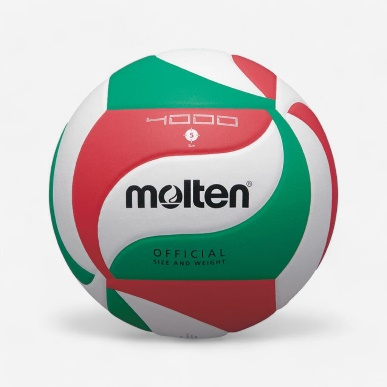 4000
5
molten®
OFFICIAL
SIZE AND WEIGHT